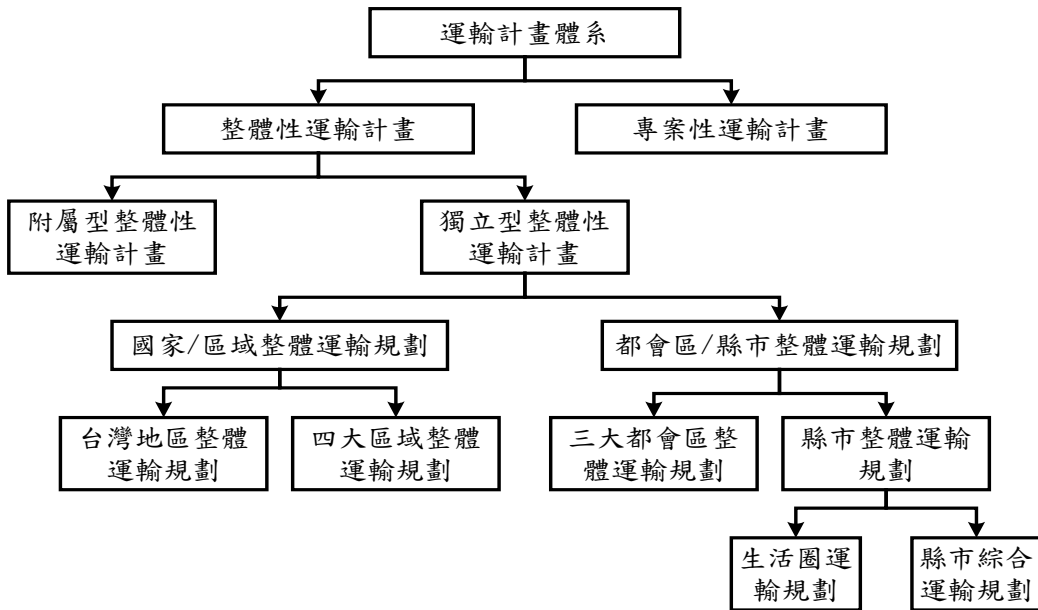 運輸計畫體系
整體性運輸計畫
專案性運輸計畫
附屬型整體性
運輸計畫
獨立型整體性
運輸計畫
國家/區域整體運輸規劃
都會區/縣市整體運輸規劃
台灣地區整體
運輸規劃
四大區域整體
運輸規劃
三大都會區整
體運輸規劃
縣市整體運輸
規劃
生活圈運
輸規劃
縣市綜合
運輸規劃